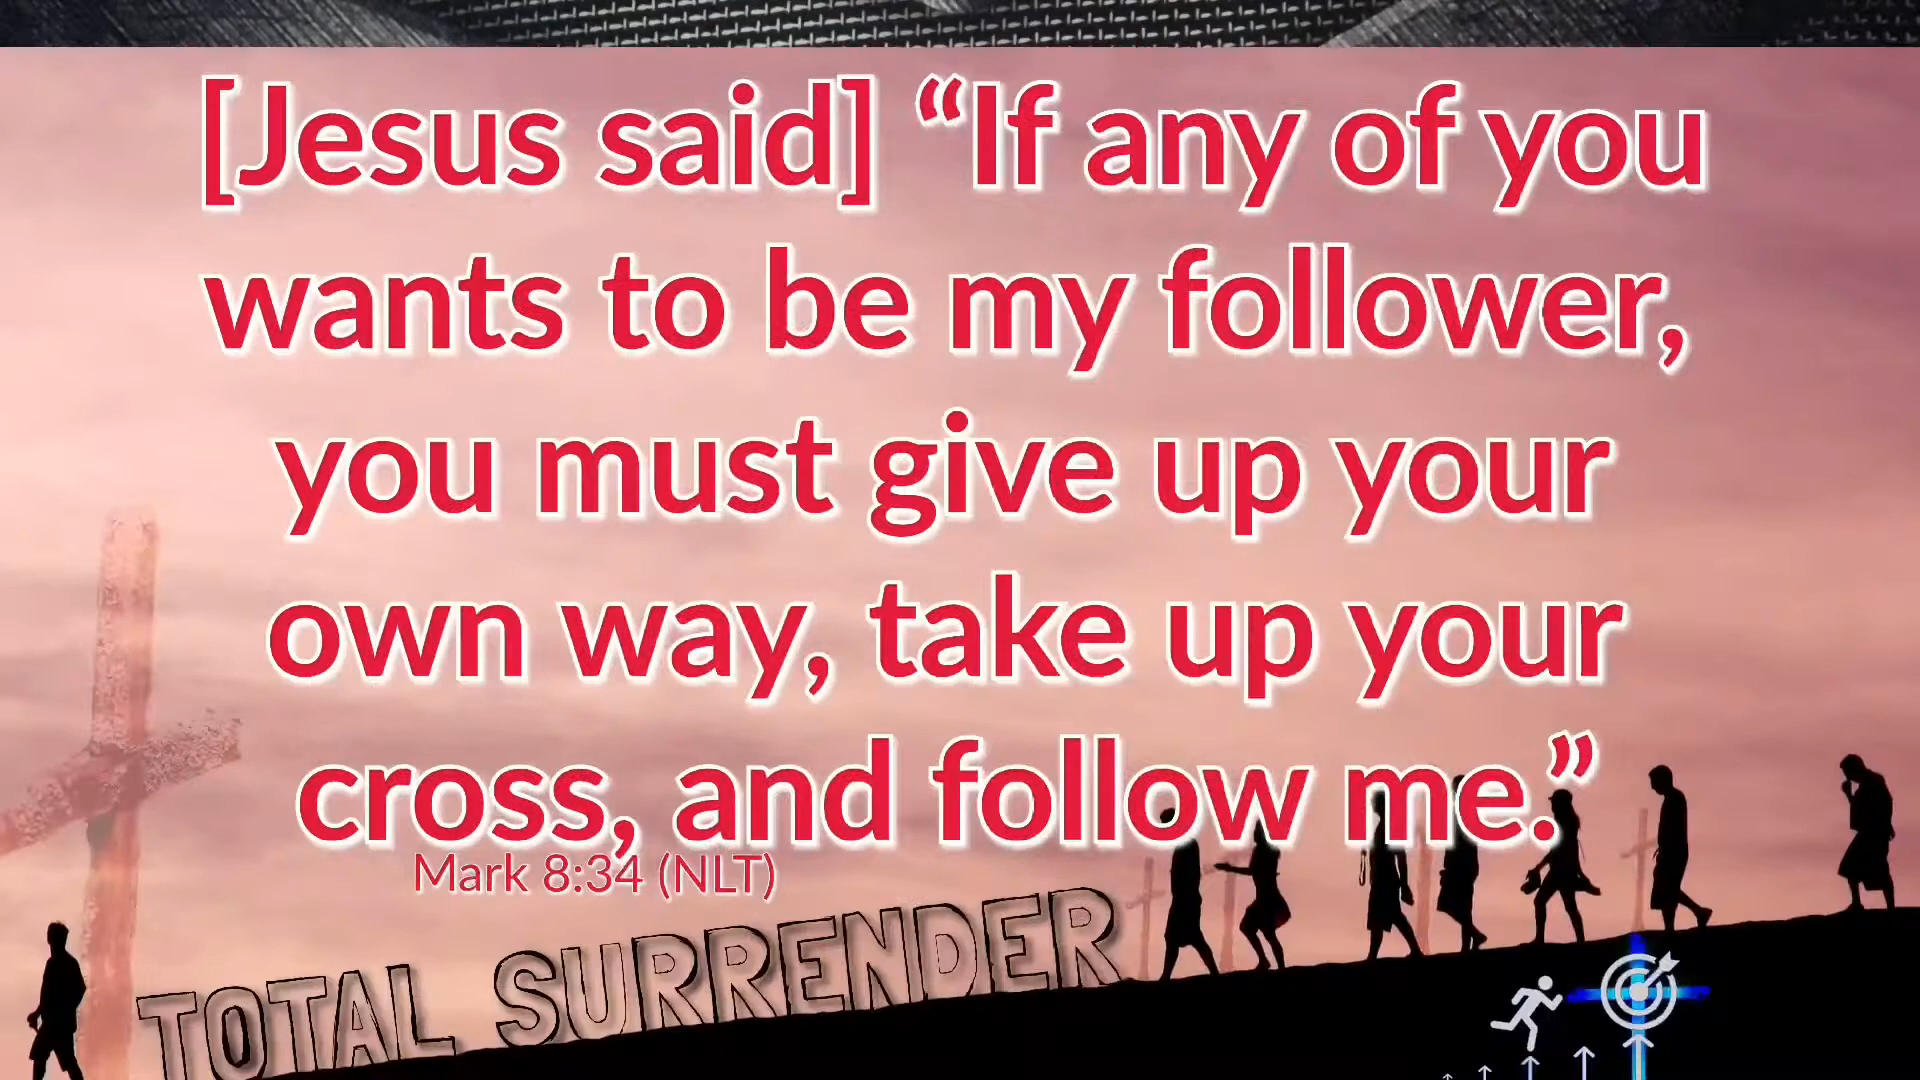 [Jesus said] “If any of you
wants to be my follower,
you must give up your
own way, take up your
cross, and follow me.”
Mark 8:34 (NLT)
TOTAL SURRENDER